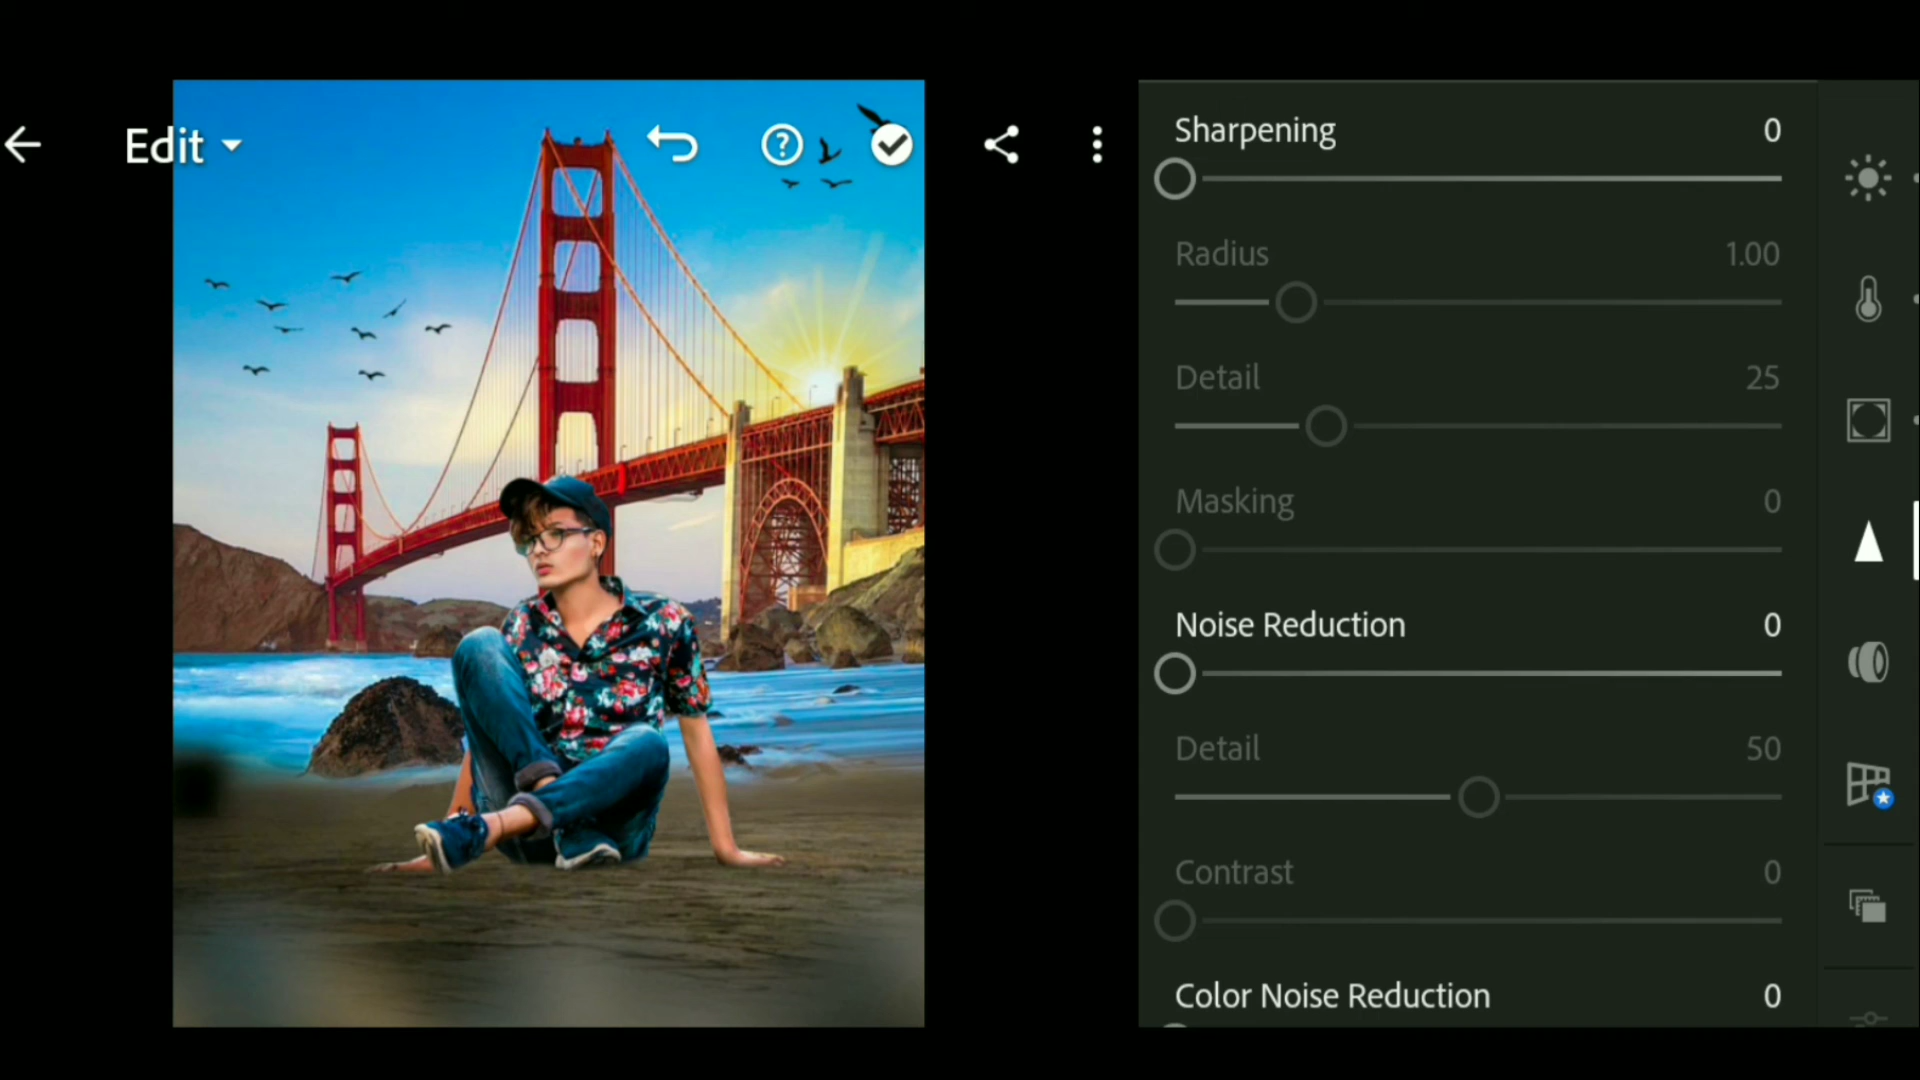 Edit
Sharpening 0
Radius 1.00
Detail 25
Masking 0
Noise Reduction 0
Detail 50
Contrast 0
Color Noise Reduction 0